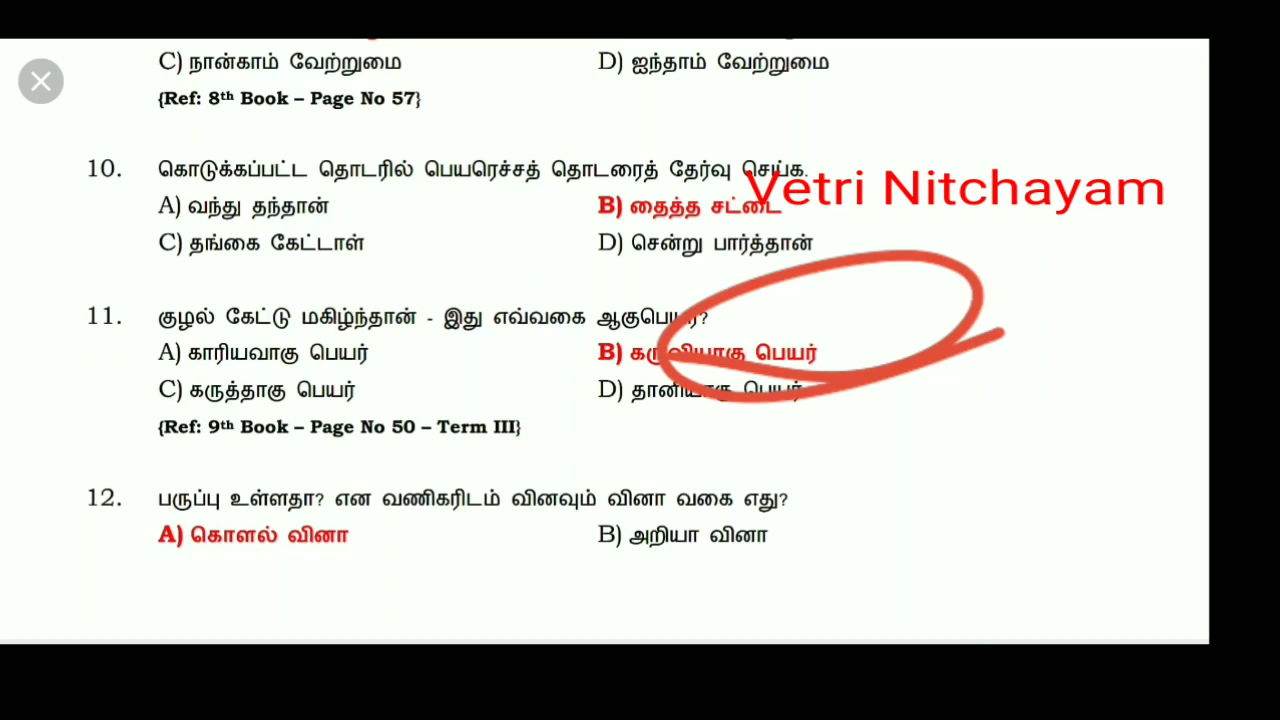 C) நான்காம் வேற்றுமை D) ஐந்தாம் வேற்றுமை
{Ref: 8th Book – Page No 57}
10. கொடுக்கப்பட்ட தொடரில் பெயரெச்சத் தொடரைத் தேர்வு செய்க.
Vetri Nitchayam
A) வந்து தந்தான் B) தைத்த சட்டை
C) தங்கை கேட்டாள் D) சென்று பார்த்தான்
11. குழல் கேட்டு மகிழ்ந்தான் - இது எவ்வகை ஆகுபெயர்?
A) காரியவாகு பெயர் B) கருவியாகு பெயர்
C) கருத்தாகு பெயர் D) தானியாகு பெயர்
{Ref: 9th Book – Page No 50 – Term III}
12. பருப்பு உள்ளதா? என வணிகரிடம் வினவும் வினா வகை எது?
A) கொளல் வினா B) அறியா வினா